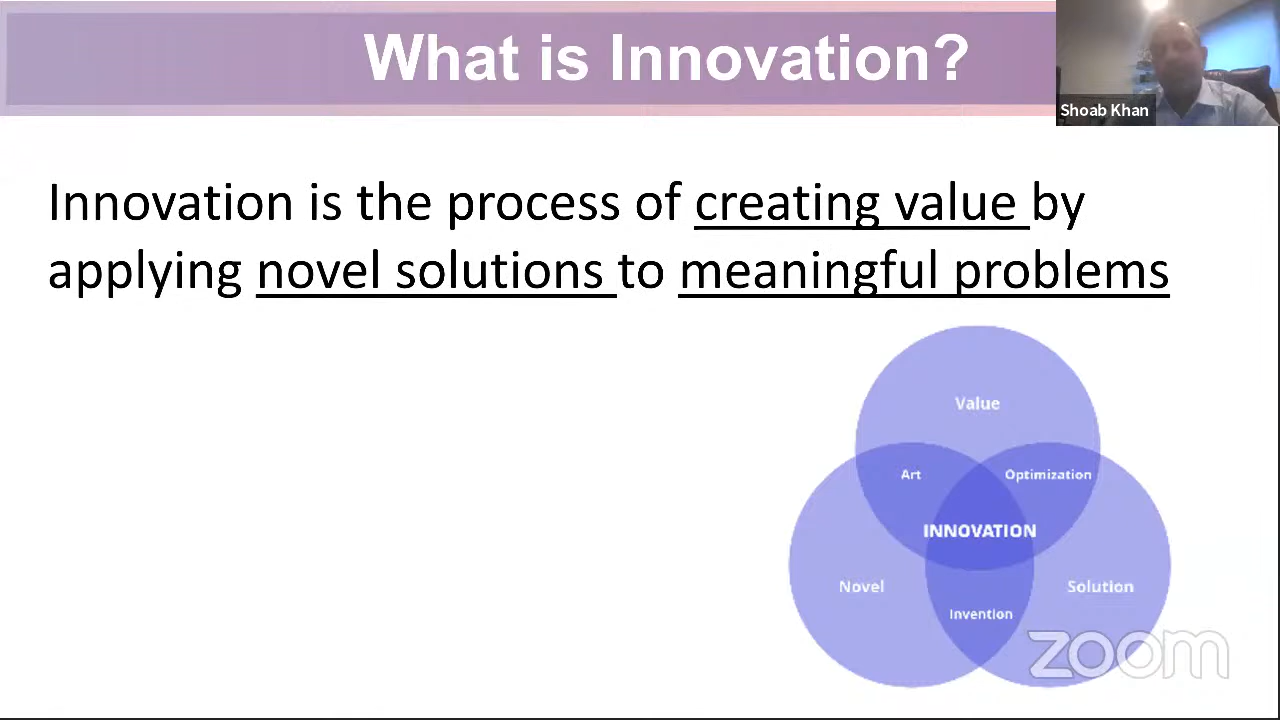 What is Innovation?
Shoab Khan
Innovation is the process of creating value by
applying novel solutions to meaningful problems
Value
Art
Optimization
INNOVATION
Novel
Solution
Invention
zoom